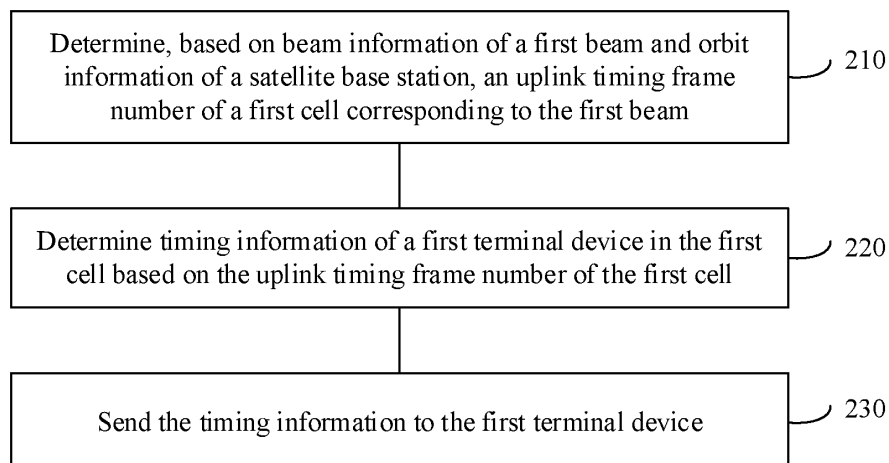 Determine, based on beam information of a first beam and orbit
information of a satellite base station, an uplink timing frame
number of a first cell corresponding to the first beam
210
Determine timing information of a first terminal device in the first
cell based on the uplink timing frame number of the first cell
220
Send the timing information to the first terminal device
230